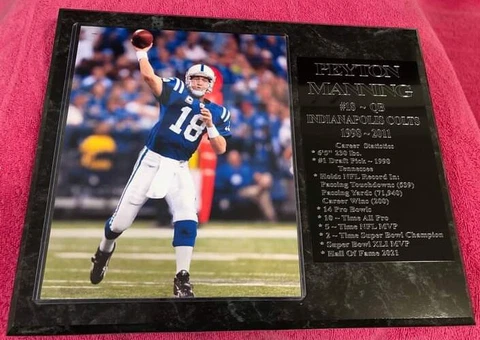 PEYTON
MANNING
#18 ~ QB
INDIANAPOLIS COLTS
1998 ~ 2011
Career Statistics
* 6'5" 230 lbs.
* #1 Draft Pick ~ 1998
Tennessee
* Holds NFL Record in:
Passing Touchdowns (539)
Passing Yards (71,940)
Career Wins (200)
* 14 Pro Bowls
* 10 ~ Time All Pro
* 5 ~ Time NFL MVP
* 2 ~ Time Super Bowl Champion
* Super Bowl XLI MVP
* Hall Of Fame 2021
18